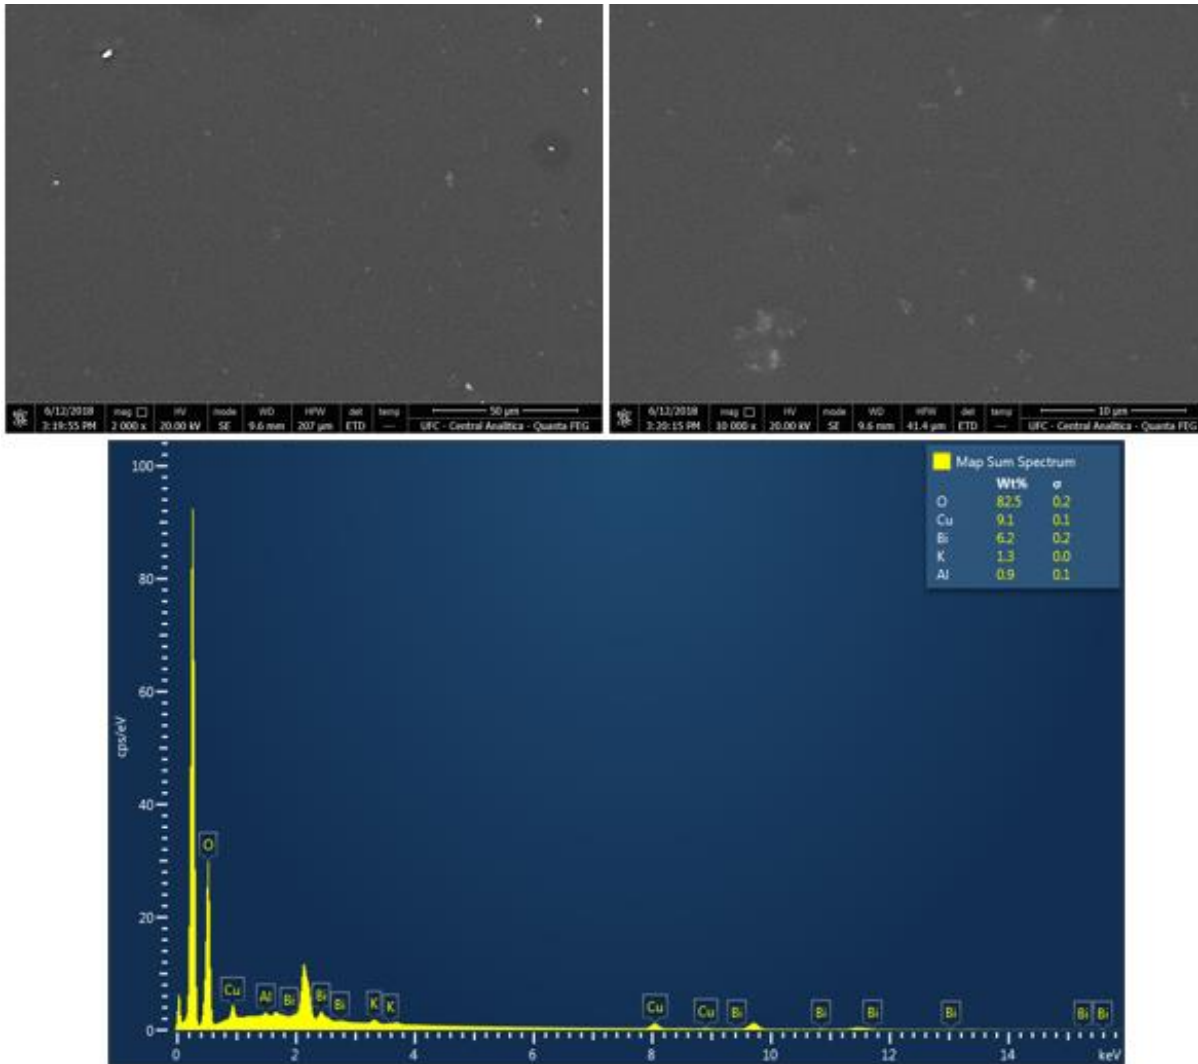 6/12/2018 mag HV mode WD HFW det temp 50 µm
3:19:55 PM 2 000 x 20.00 kV SE 9.6 mm 207 µm ETD --- UFC - Central Analítica - Quanta FEG
6/12/2018 mag HV mode WD HFW det temp 10 µm
3:20:15 PM 10 000 x 20.00 kV SE 9.6 mm 41.4 µm ETD --- UFC - Central Analítica - Quanta FEG
Map Sum Spectrum
Wt% σ
O 82.5 0.2
Cu 9.1 0.1
Bi 6.2 0.2
K 1.3 0.0
Al 0.9 0.1
100
80
60
cps/eV
40
O
20
Cu Al Bi Bi Bi K K Cu Cu Bi Bi Bi Bi Bi Bi
0
0 2 4 6 8 10 12 14 keV